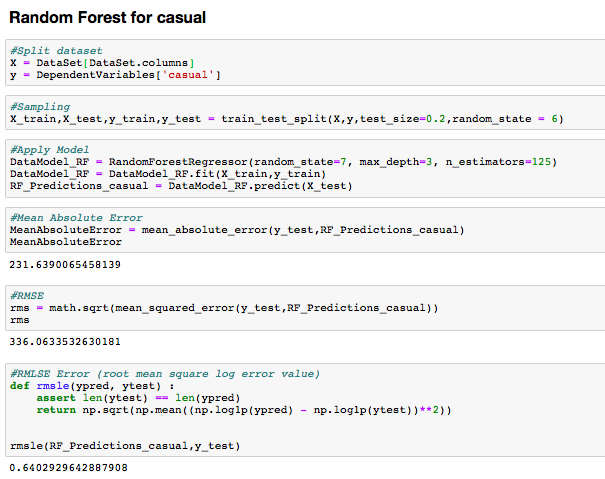 Random Forest for casual
#Split dataset
X = DataSet[DataSet.columns]
y = DependentVariables['casual']
#Sampling
X_train,X_test,y_train,y_test = train_test_split(X,y,test_size=0.2,random_state = 6)
#Apply Model
DataModel_RF = RandomForestRegressor(random_state=7, max_depth=3, n_estimators=125)
DataModel_RF = DataModel_RF.fit(X_train,y_train)
RF_Predictions_casual = DataModel_RF.predict(X_test)
#Mean Absolute Error
MeanAbsoluteError = mean_absolute_error(y_test,RF_Predictions_casual)
MeanAbsoluteError
231.6390065458139
#RMSE
rms = math.sqrt(mean_squared_error(y_test,RF_Predictions_casual))
rms
336.0633532630181
#RMLSE Error (root mean square log error value)
def rmsle(ypred, ytest) :
    assert len(ytest) == len(ypred)
    return np.sqrt(np.mean((np.log1p(ypred) - np.log1p(ytest))**2))
rmsle(RF_Predictions_casual,y_test)
0.6402929642887908